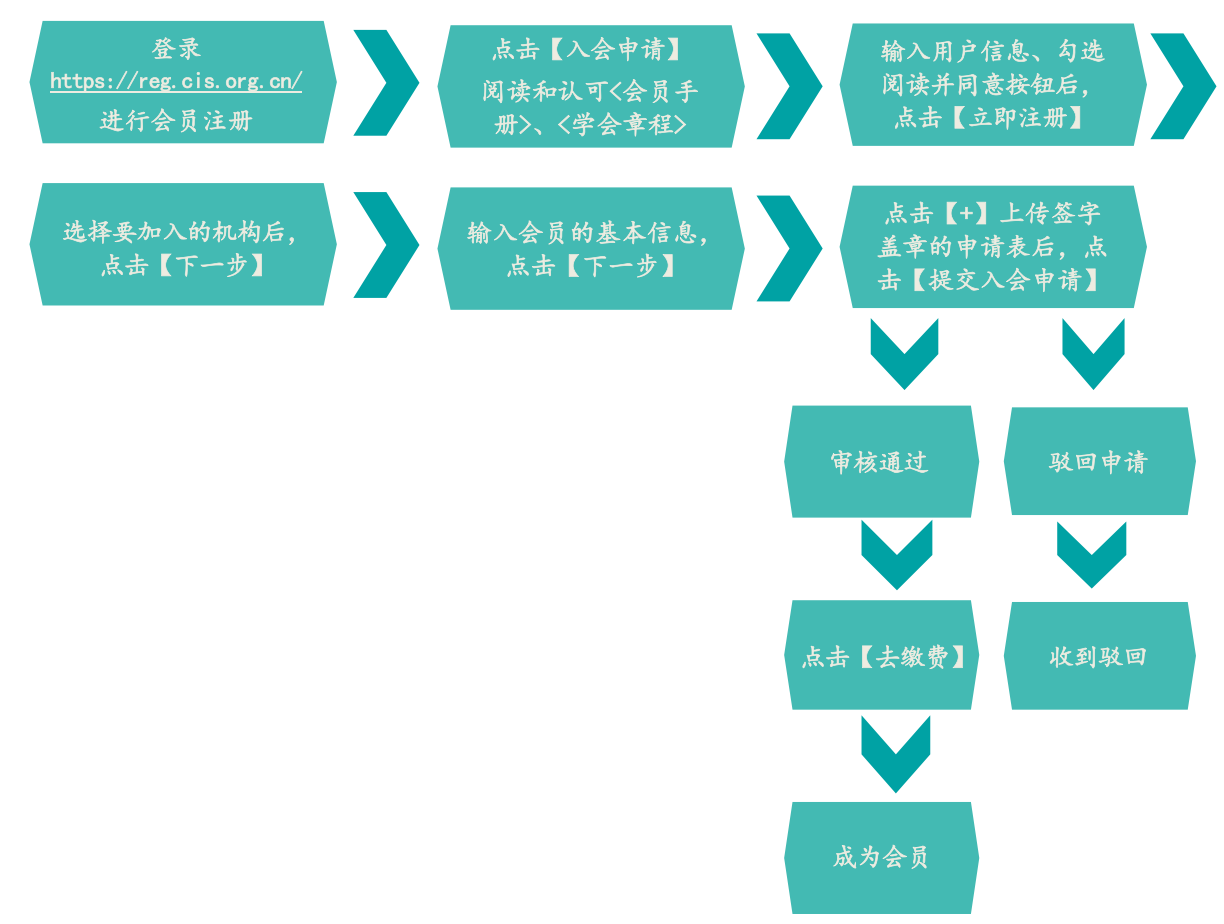 登录
https://reg.cis.org.cn/
进行会员注册
点击【入会申请】
阅读和认可<会员手
册>、<学会章程>
输入用户信息、勾选
阅读并同意按钮后，
点击【立即注册】
选择要加入的机构后，
点击【下一步】
输入会员的基本信息，
点击【下一步】
点击【+】上传签字
盖章的申请表后，点
击【提交入会申请】
审核通过
驳回申请
点击【去缴费】
收到驳回
成为会员